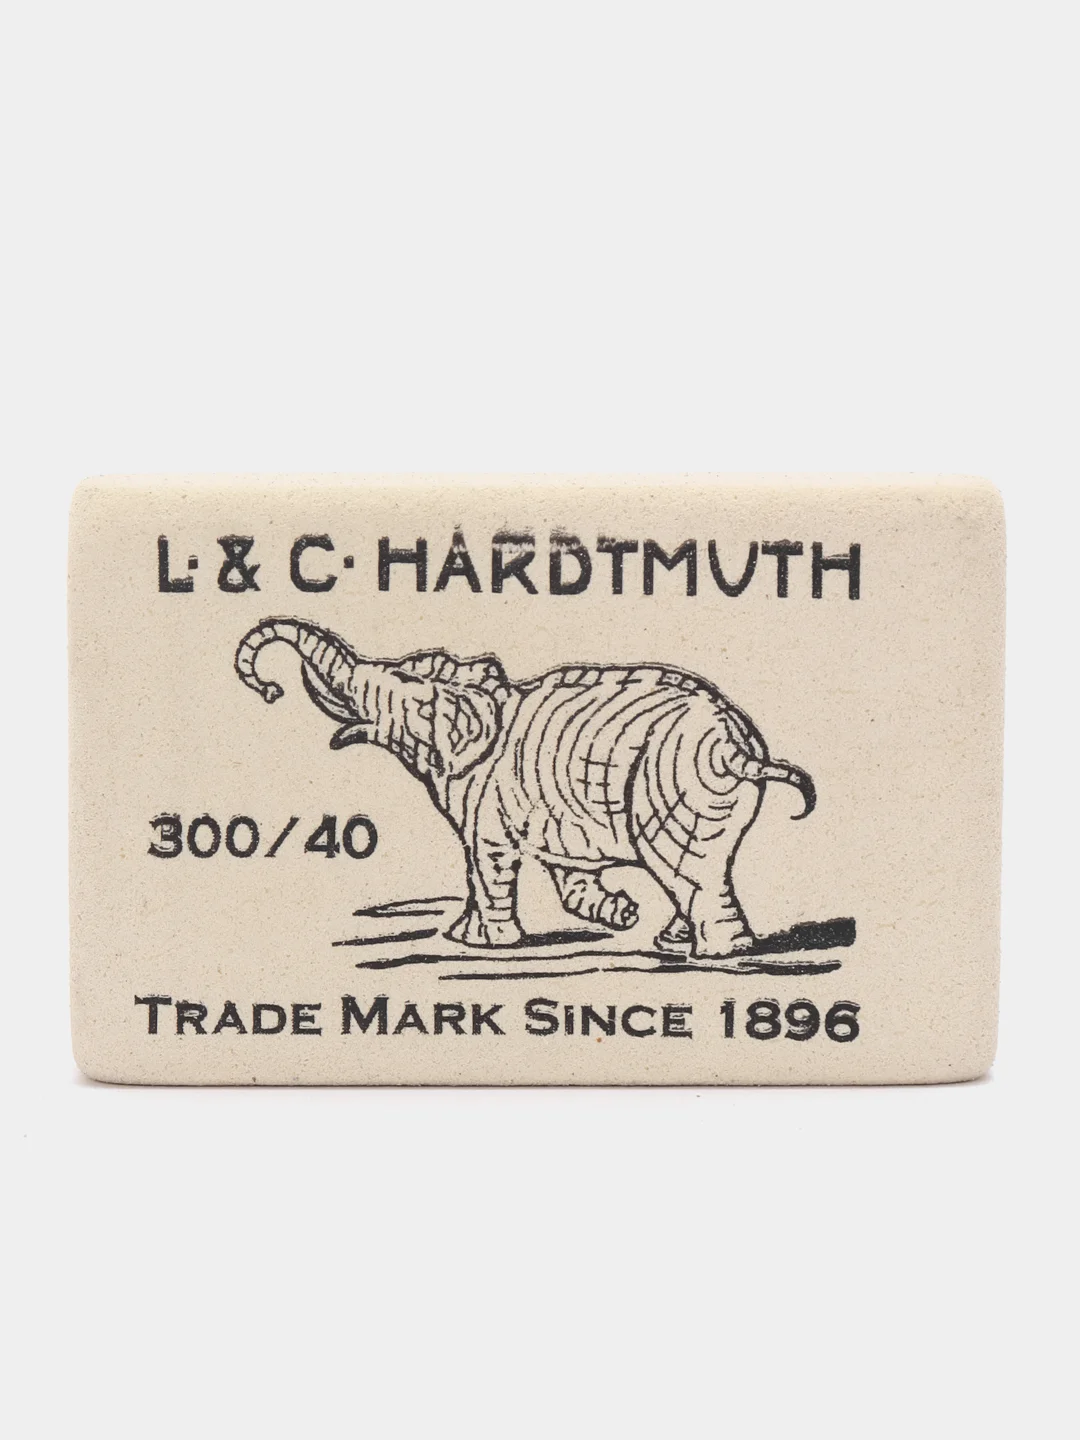 L. & C. HARDTMUTH
300/40
TRADE MARK SINCE 1896